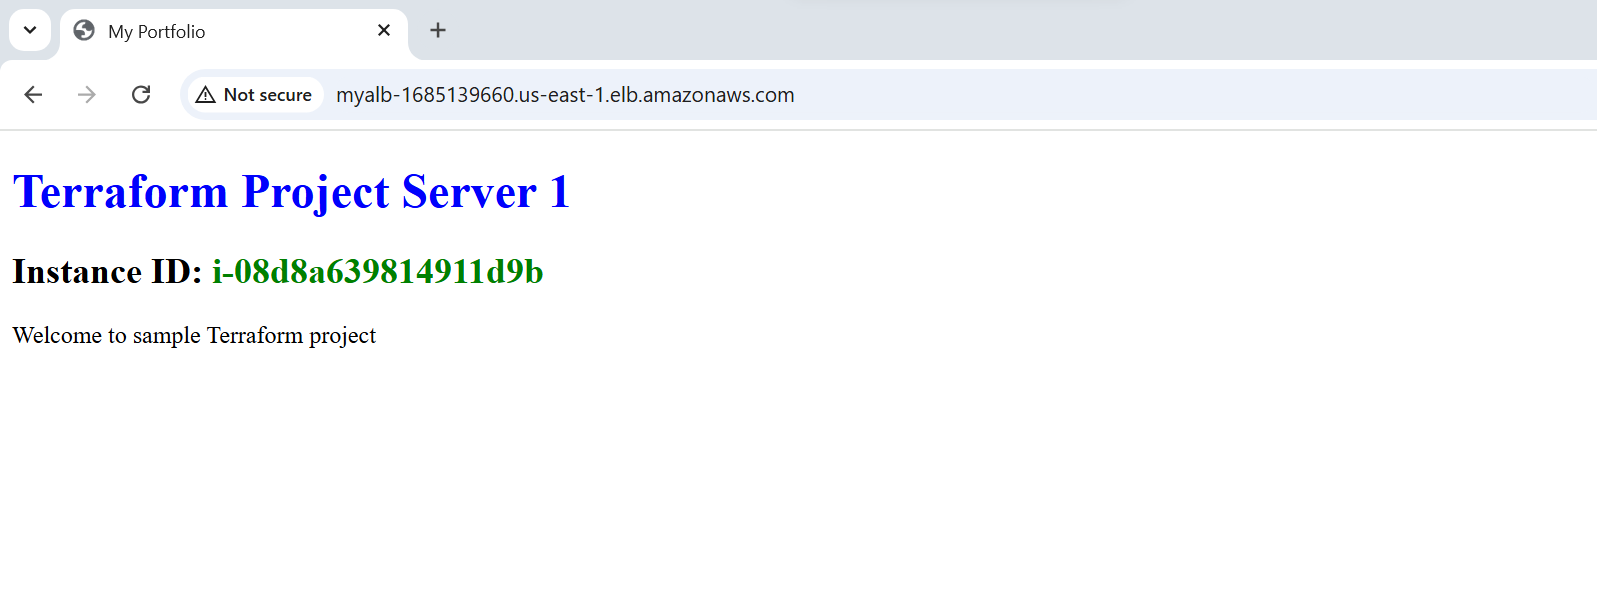 My Portfolio
Not secure
myalb-1685139660.us-east-1.elb.amazonaws.com
Terraform Project Server 1
Instance ID: i-08d8a639814911d9b
Welcome to sample Terraform project